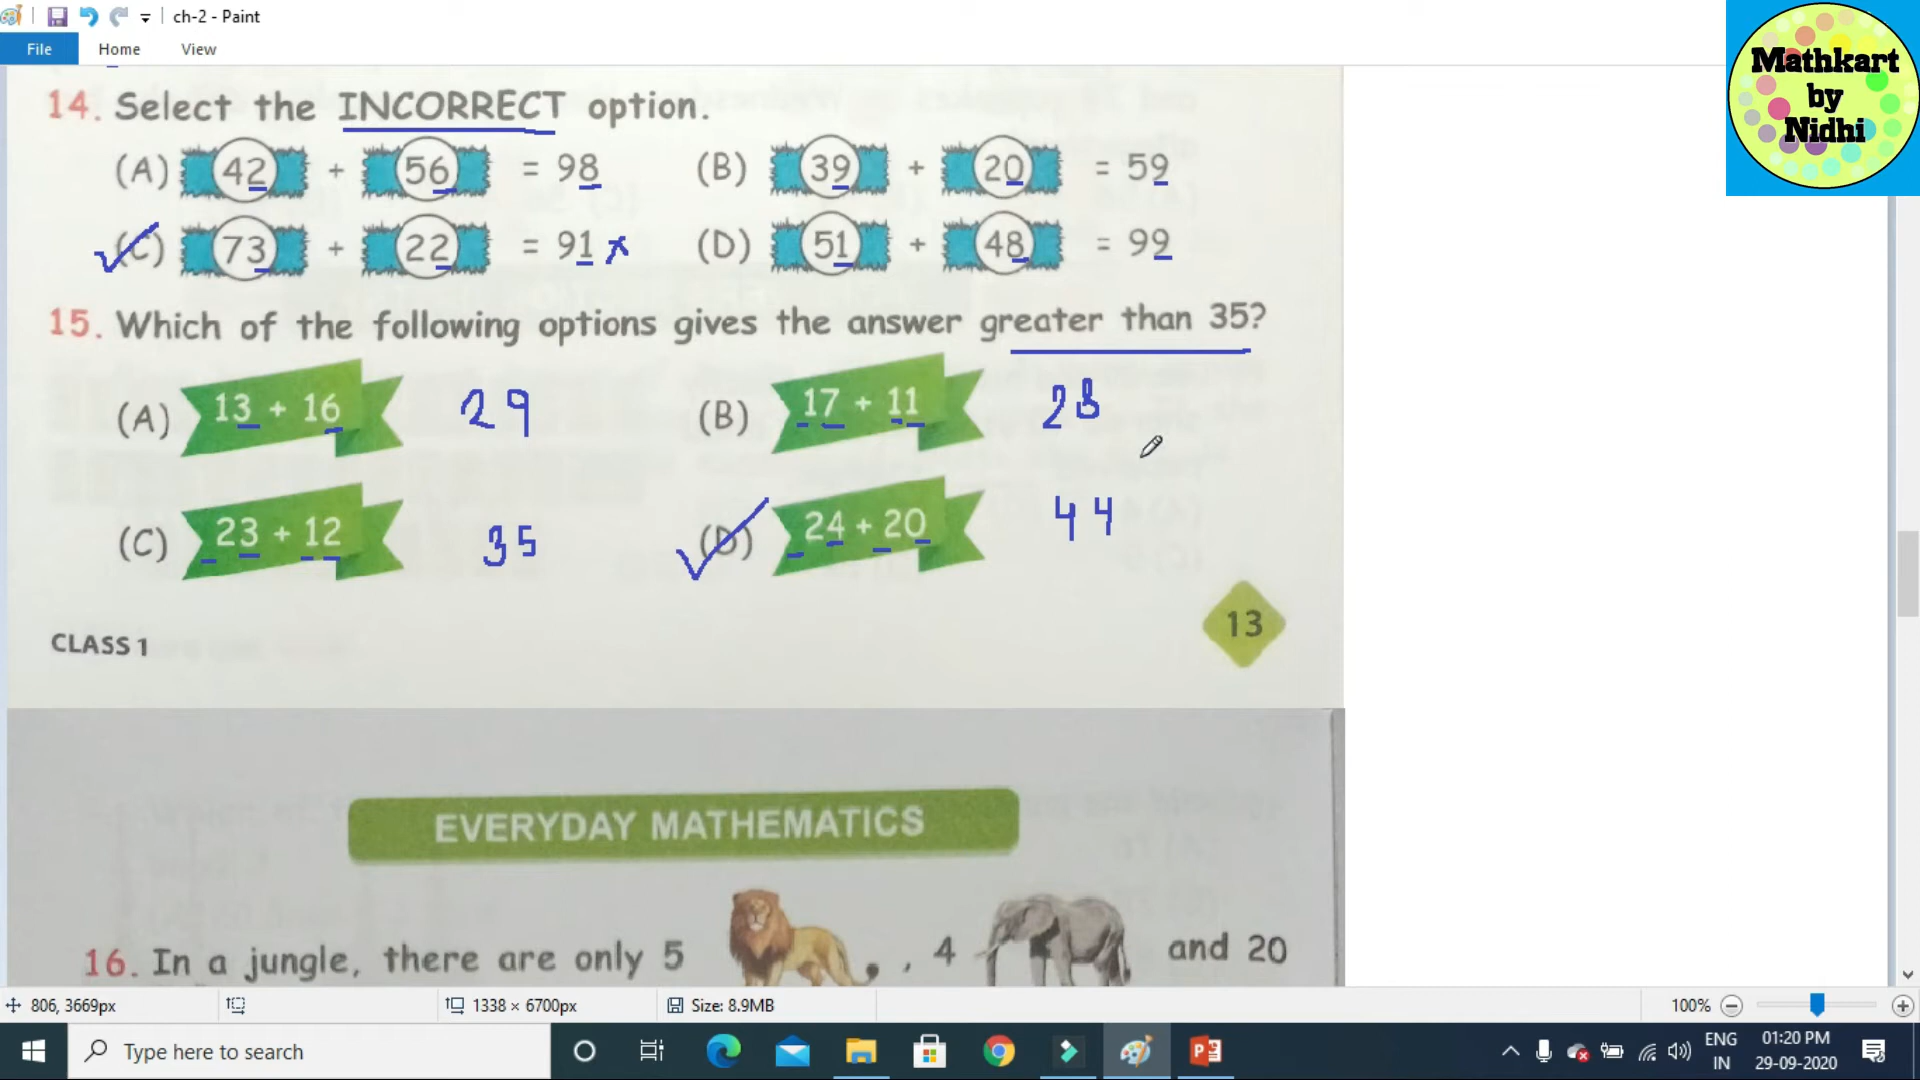 ch-2 - Paint
File Home View
Mathkart
by
Nidhi
14. Select the INCORRECT option.
(A) 42 + 56 = 98 (B) 39 + 20 = 59
(C) 73 + 22 = 91 x (D) 51 + 48 = 99
15. Which of the following options gives the answer greater than 35?
(A) 13 + 16 29 (B) 17 + 11 28
(C) 23 + 12 35 (D) 24 + 20 44
CLASS 1 13
EVERYDAY MATHEMATICS
16. In a jungle, there are only 5 , 4 and 20
806, 3669px 1338 × 6700px Size: 8.9MB 100%
Type here to search ENG 01:20 PM
IN 29-09-2020